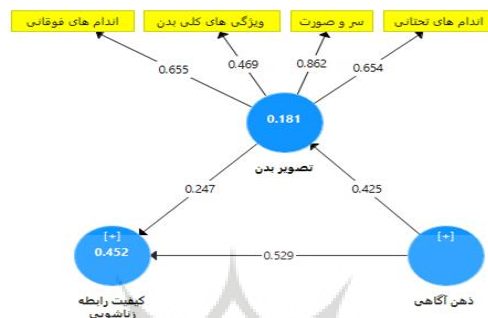 اندام های فوقانی
ویژگی های کلی بدن
سر و صورت
اندام های تحتانی
0.655
0.469
0.862
0.654
0.181
تصویر بدن
0.247
0.425
[+]
0.452
0.529
[+]
کیفیت رابطه
زناشویی
ذهن آگاهی